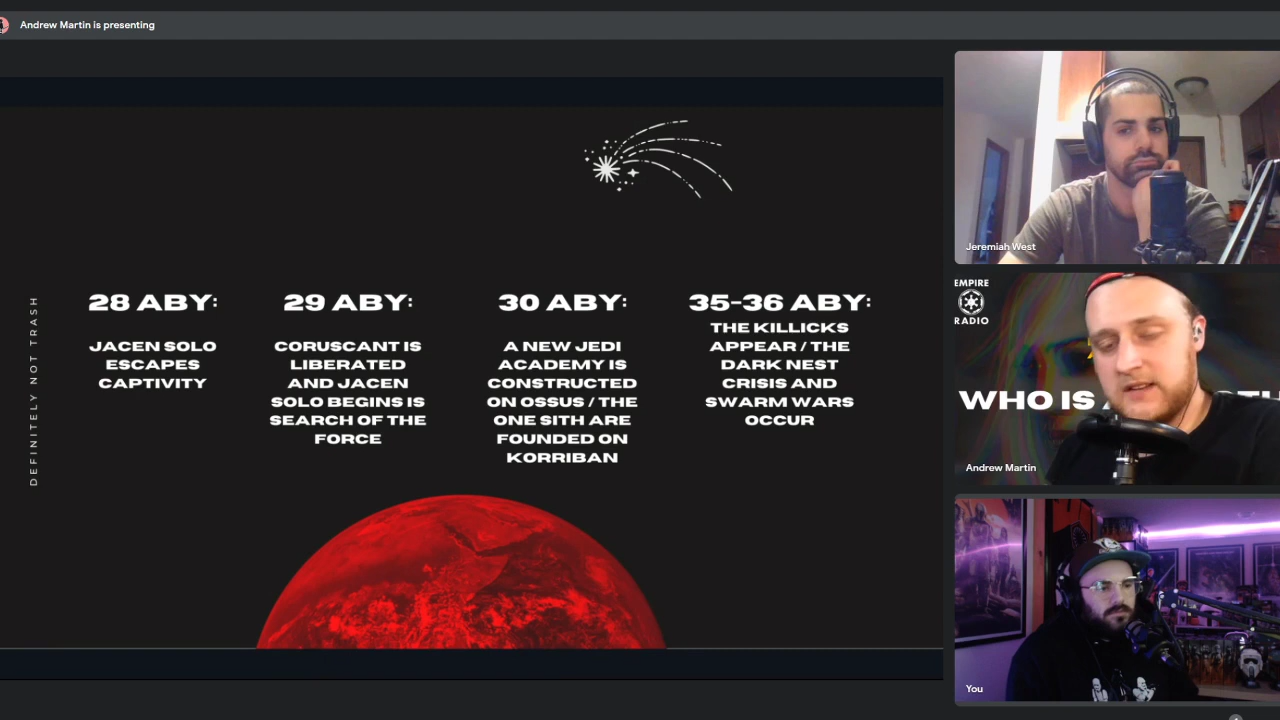 Andrew Martin is presenting
DEFINITELY NOT TRASH
28 ABY:
JACEN SOLO
ESCAPES
CAPTIVITY
29 ABY:
CORUSCANT IS
LIBERATED
AND JACEN
SOLO BEGINS IS
SEARCH OF THE
FORCE
30 ABY:
A NEW JEDI
ACADEMY IS
CONSTRUCTED
ON OSSUS / THE
ONE SITH ARE
FOUNDED ON
KORRIBAN
35-36 ABY:
THE KILLICKS
APPEAR / THE
DARK NEST
CRISIS AND
SWARM WARS
OCCUR
Jeremiah West
EMPIRE
RADIO
WHO IS
Andrew Martin
You